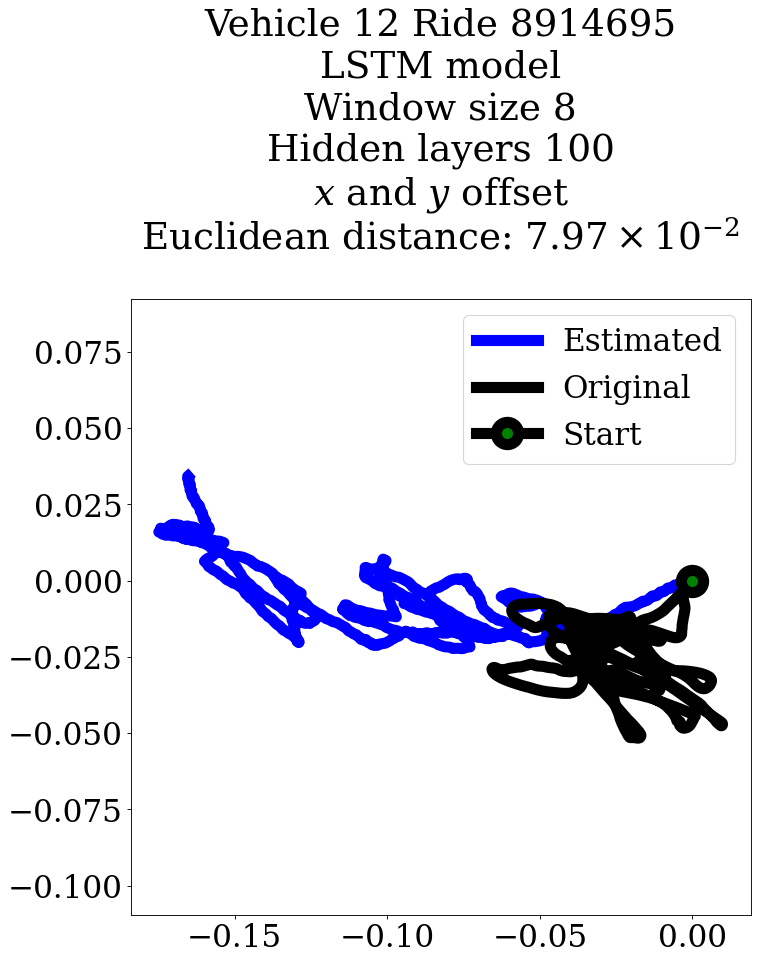 Vehicle 12 Ride 8914695
LSTM model
Window size 8
Hidden layers 100
x and y offset
Euclidean distance: 7.97 × 10⁻²
Estimated
Original
Start
0.075
0.050
0.025
0.000
−0.025
−0.050
−0.075
−0.100
−0.15
−0.10
−0.05
0.00